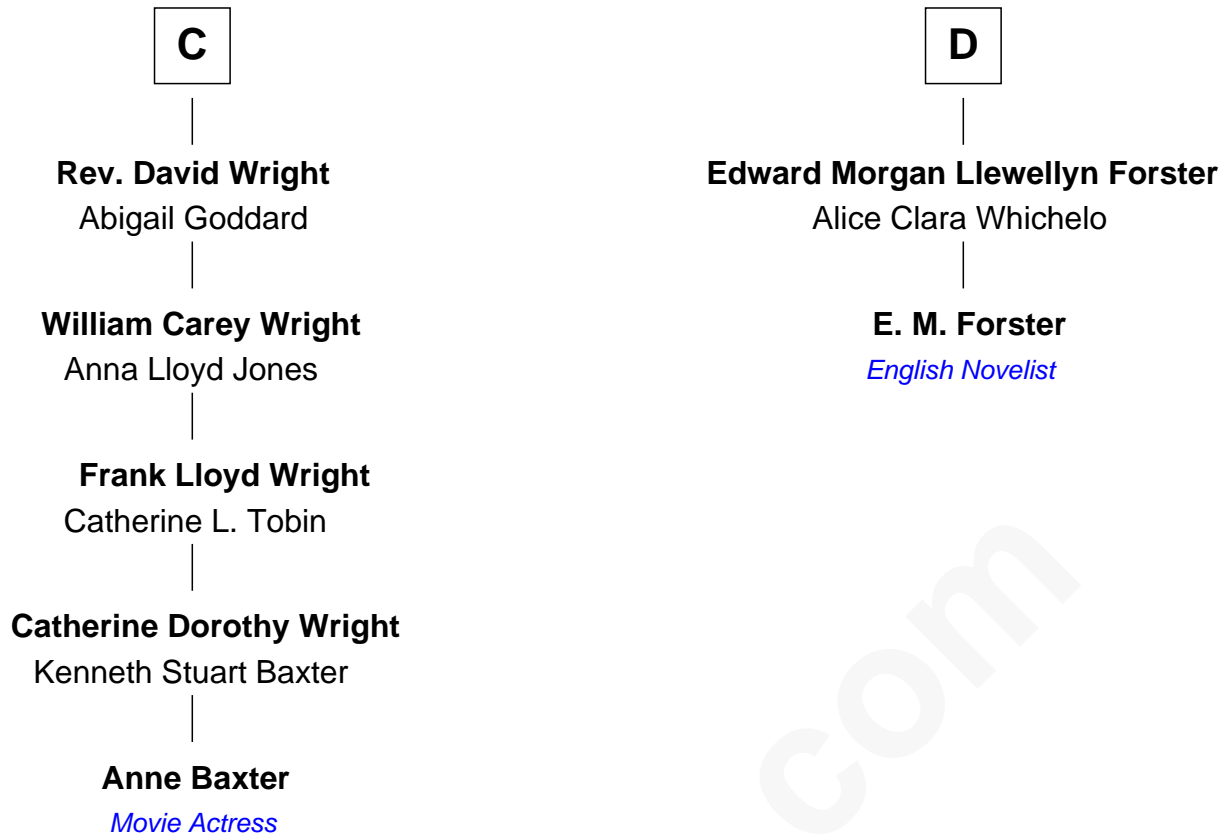 C
Rev. David Wright
Abigail Goddard
William Carey Wright
Anna Lloyd Jones
Frank Lloyd Wright
Catherine L. Tobin
Catherine Dorothy Wright
Kenneth Stuart Baxter
Anne Baxter
Movie Actress
D
Edward Morgan Llewellyn Forster
Alice Clara Whichelo
E. M. Forster
English Novelist
com